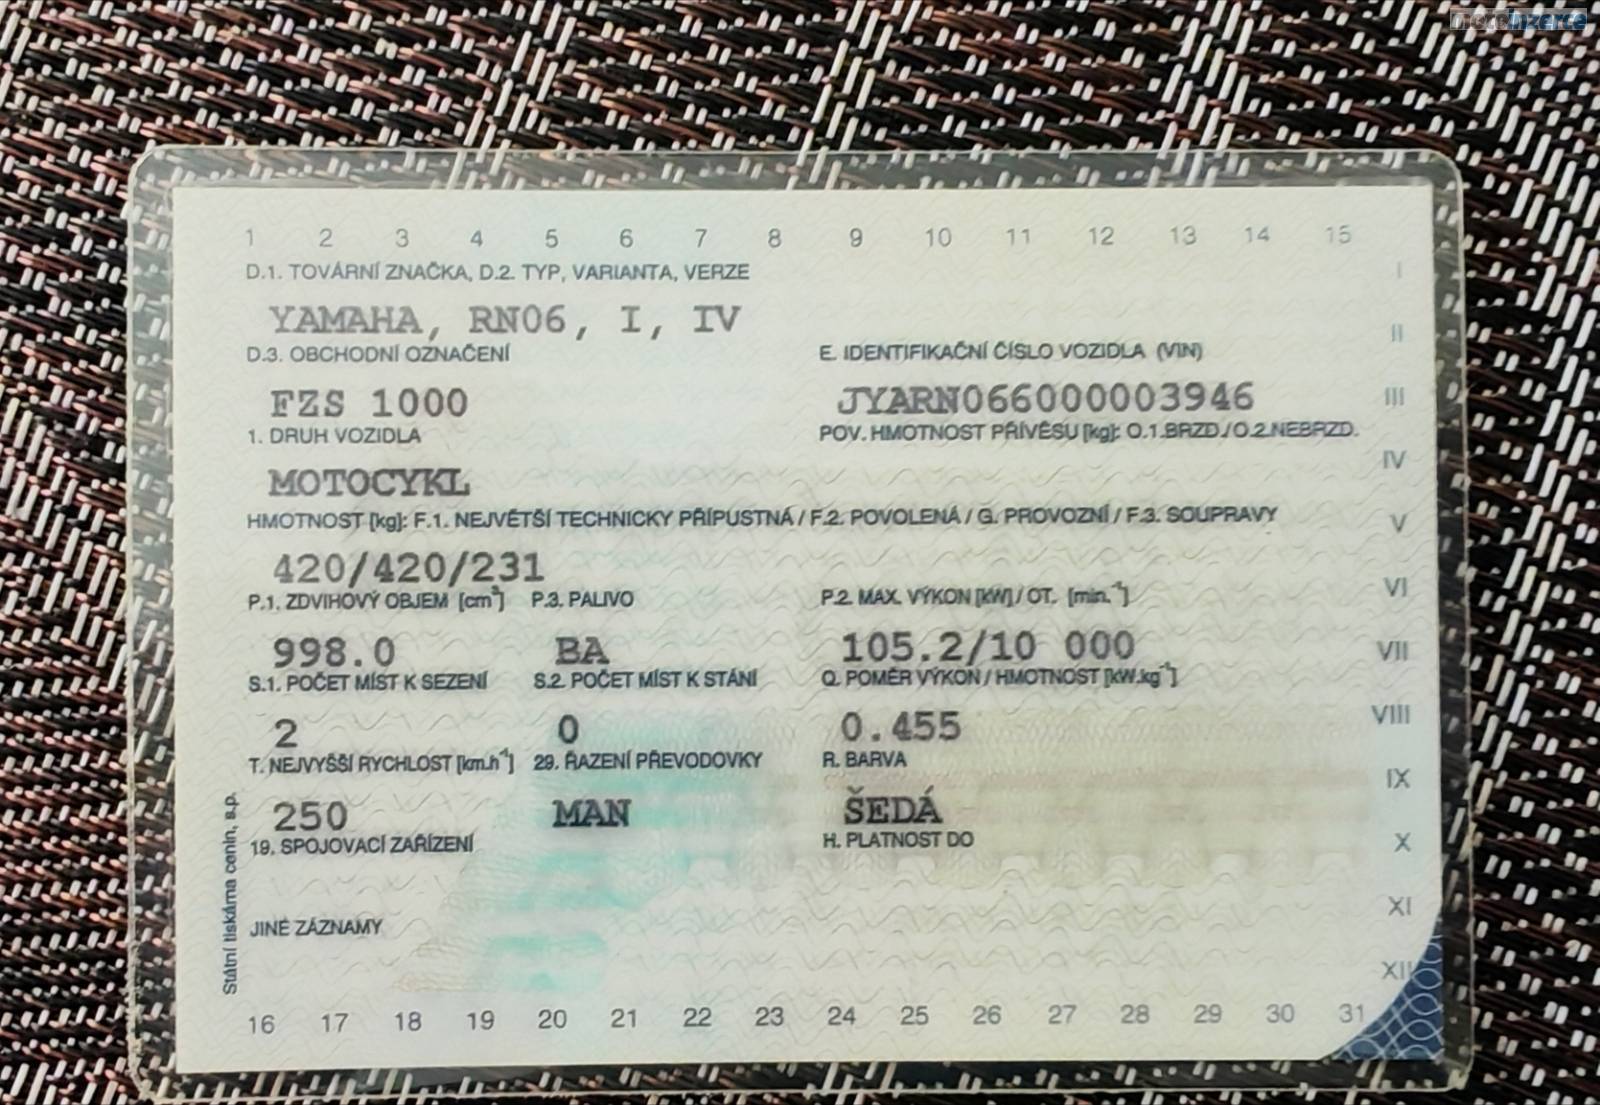 moto inzerce
1 2 3 4 5 6 7 8 9 10 11 12 13 14 15
D.1. TOVÁRNÍ ZNAČKA, D.2. TYP, VARIANTA, VERZE
I
YAMAHA, RN06, I, IV
II
D.3. OBCHODNÍ OZNAČENÍ E. IDENTIFIKAČNÍ ČÍSLO VOZIDLA (VIN)
FZS 1000 JYARN066000003946
III
1. DRUH VOZIDLA POV. HMOTNOST PŘÍVĚSU [kg]: O.1.BRZD./O.2.NEBRZD.
IV
MOTOCYKL
HMOTNOST [kg]: F.1. NEJVĚTŠÍ TECHNICKY PŘÍPUSTNÁ / F.2. POVOLENÁ / G. PROVOZNÍ / F.3. SOUPRAVY
V
420/420/231
VI
P.1. ZDVIHOVÝ OBJEM [cm³] P.3. PALIVO P.2. MAX. VÝKON [kW] / OT. [min.⁻¹]
998.0 BA 105.2/10 000
VII
S.1. POČET MÍST K SEZENÍ S.2. POČET MÍST K STÁNÍ Q. POMĚR VÝKON / HMOTNOST [kW.kg⁻¹]
VIII
2 0 0.455
T. NEJVYŠŠÍ RYCHLOST [km.h⁻¹] 29. ŘAZENÍ PŘEVODOVKY R. BARVA
IX
250 MAN ŠEDÁ
19. SPOJOVACÍ ZAŘÍZENÍ H. PLATNOST DO
X
XI
JINÉ ZÁZNAMY
XII
Státní tiskárna cenin, s.p.
16 17 18 19 20 21 22 23 24 25 26 27 28 29 30 31